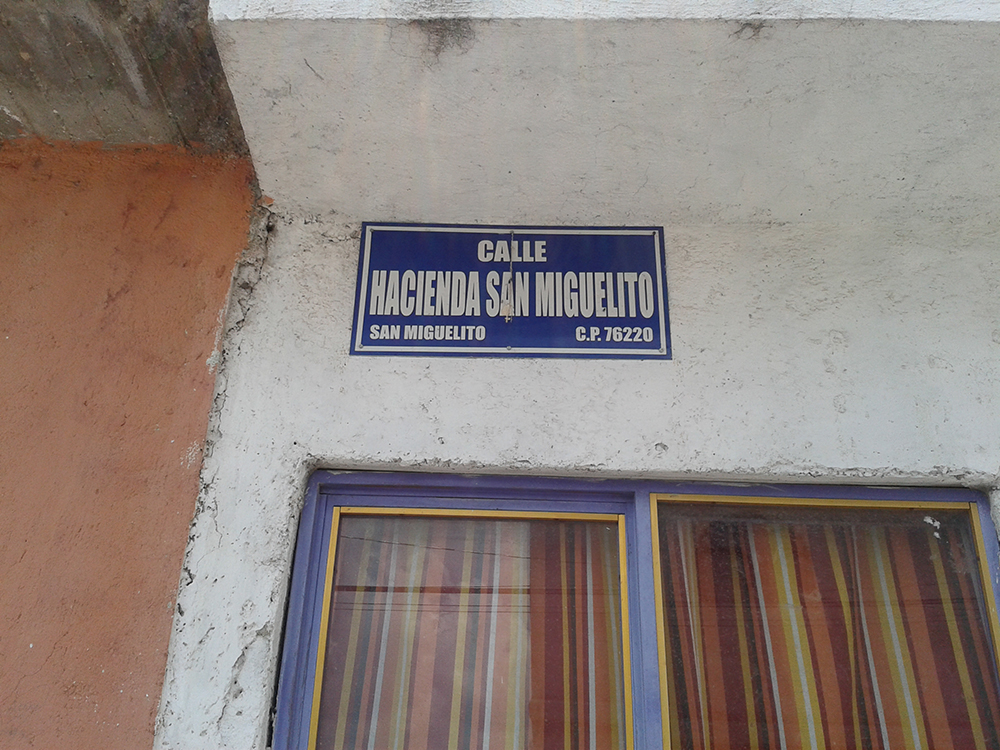 CALLE
HACIENDA SAN MIGUELITO
SAN MIGUELITO C.P. 76220